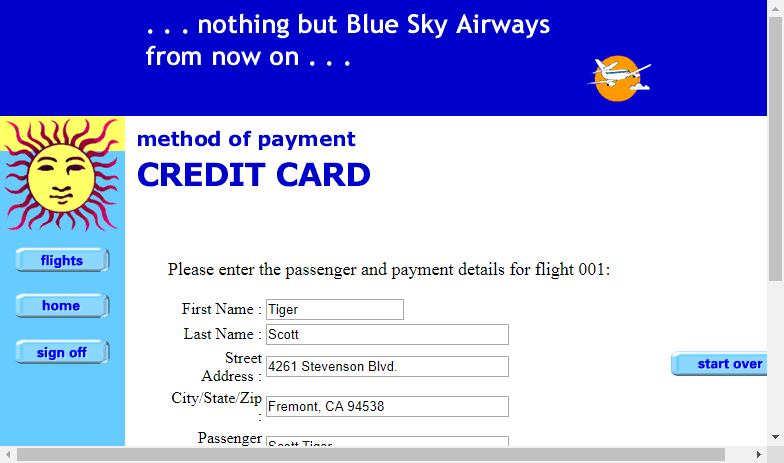 . . . nothing but Blue Sky Airways
from now on . . .
method of payment
CREDIT CARD
flights
home
sign off
Please enter the passenger and payment details for flight 001:
First Name : Tiger
Last Name : Scott
Street
Address : 4261 Stevenson Blvd.
start over
City/State/Zip
: Fremont, CA 94538
Passenger
Scott Tiger